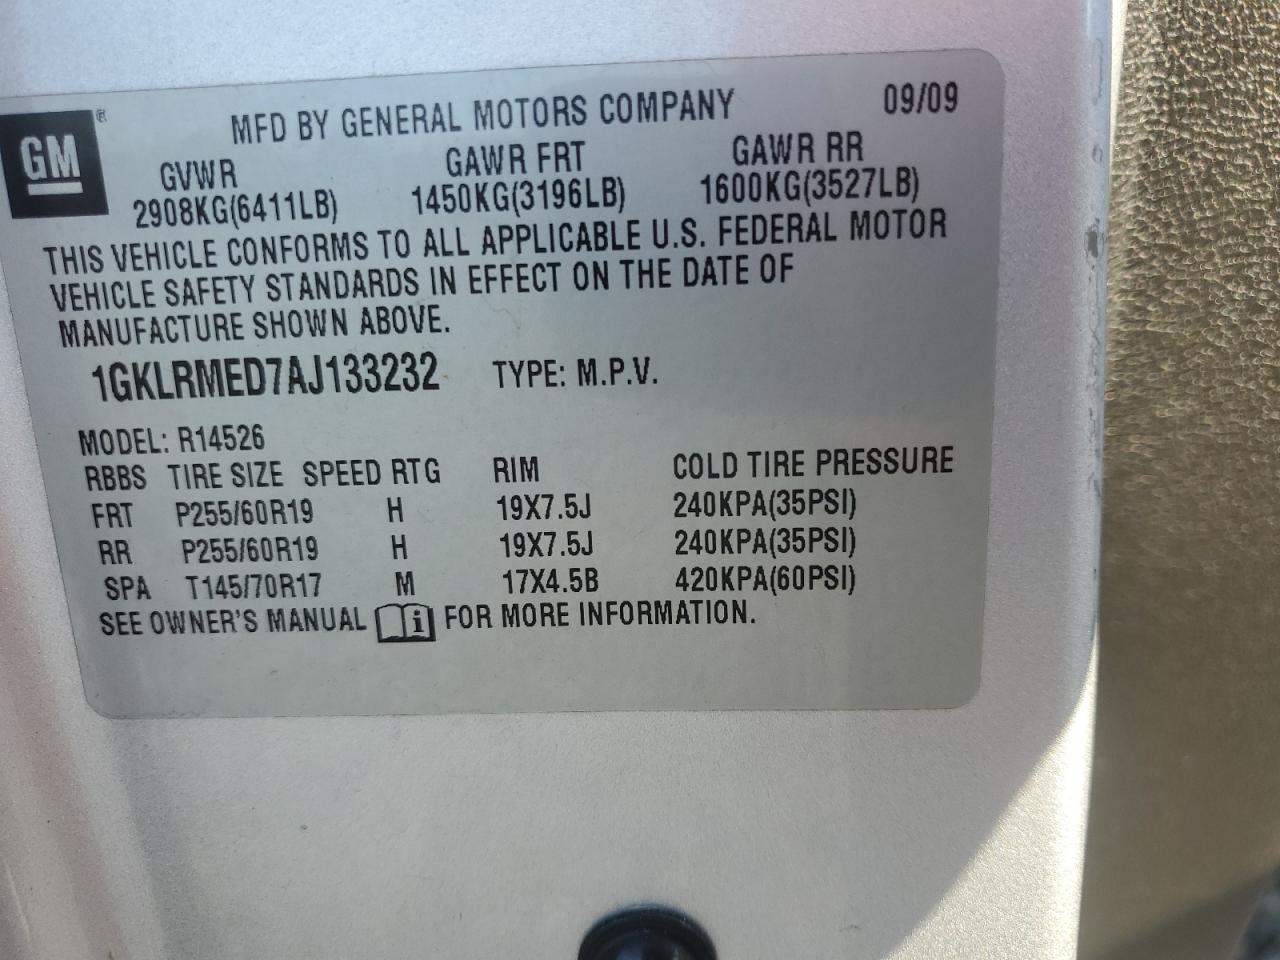 GM®
MFD BY GENERAL MOTORS COMPANY 09/09
GVWR GAWR FRT GAWR RR
2908KG(6411LB) 1450KG(3196LB) 1600KG(3527LB)
THIS VEHICLE CONFORMS TO ALL APPLICABLE U.S. FEDERAL MOTOR
VEHICLE SAFETY STANDARDS IN EFFECT ON THE DATE OF
MANUFACTURE SHOWN ABOVE.
1GKLRMED7AJ133232 TYPE: M.P.V.
MODEL: R14526
RBBS TIRE SIZE SPEED RTG RIM COLD TIRE PRESSURE
FRT P255/60R19 H 19X7.5J 240KPA(35PSI)
RR P255/60R19 H 19X7.5J 240KPA(35PSI)
SPA T145/70R17 M 17X4.5B 420KPA(60PSI)
SEE OWNER'S MANUAL i FOR MORE INFORMATION.